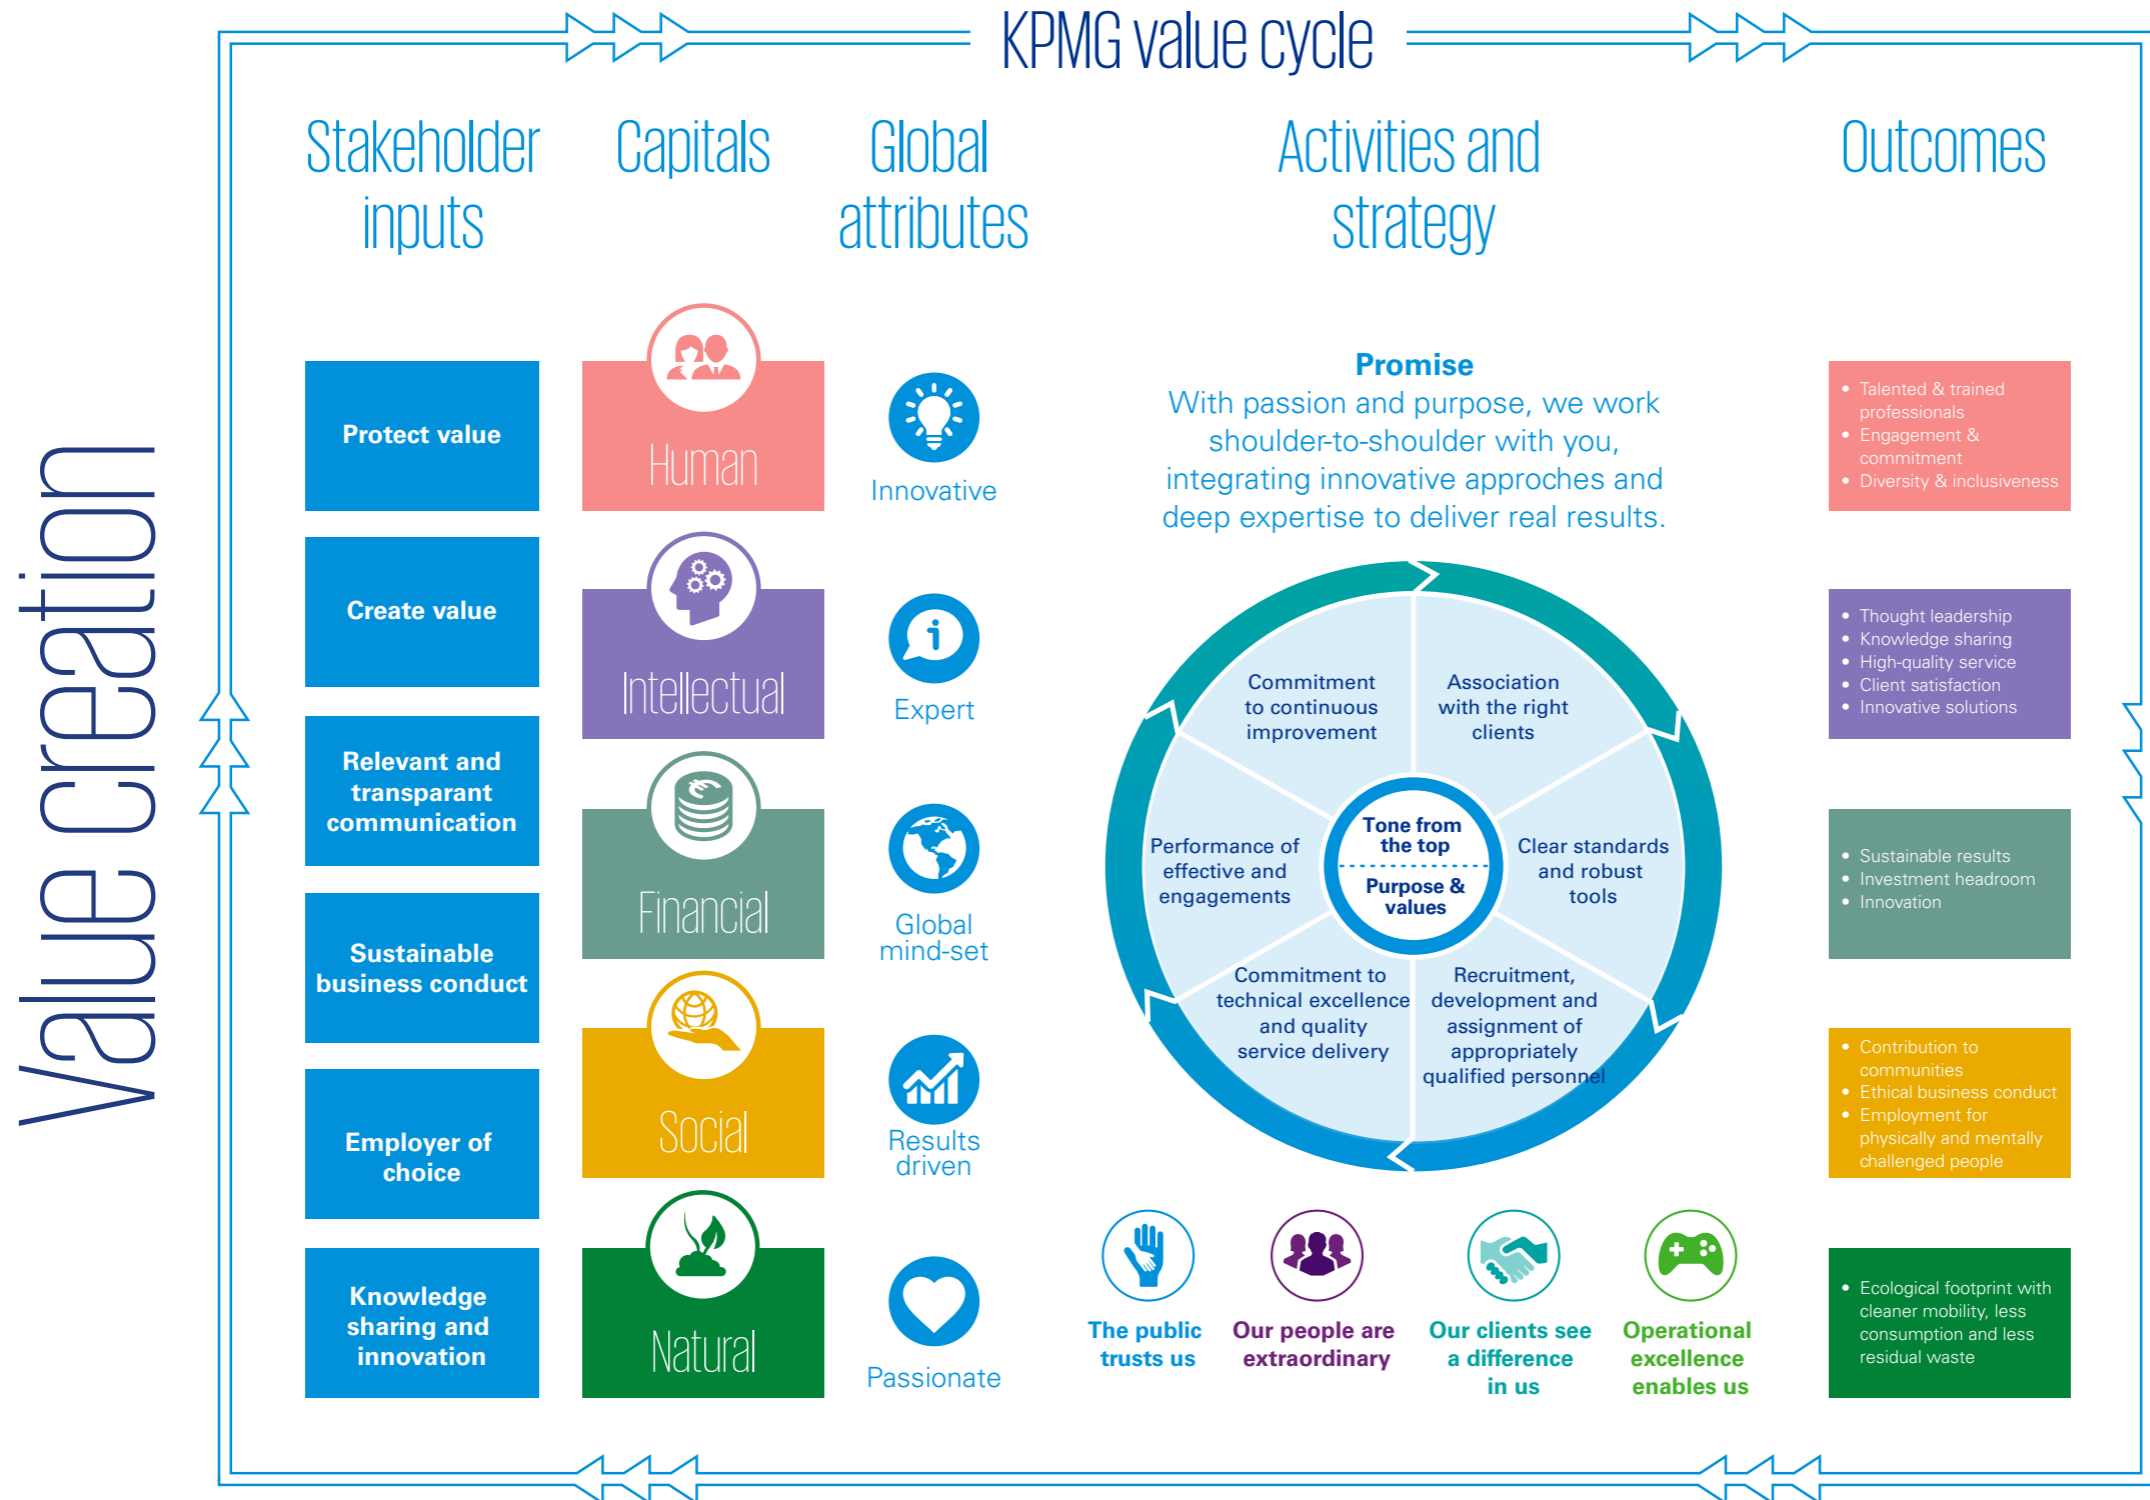 KPMG value cycle
Value creation
Stakeholder
inputs
Capitals
Global
attributes
Activities and
strategy
Outcomes
Protect value
Create value
Relevant and
transparant
communication
Sustainable
business conduct
Employer of
choice
Knowledge
sharing and
innovation
Human
Intellectual
Financial
Social
Natural
Innovative
Expert
Global
mind-set
Results
driven
Passionate
Promise
With passion and purpose, we work
shoulder-to-shoulder with you,
integrating innovative approches and
deep expertise to deliver real results.
Commitment
to continuous
improvement
Association
with the right
clients
Performance of
effective and
engagements
Tone from
the top
Purpose &
values
Clear standards
and robust
tools
Commitment to
technical excellence
and quality
service delivery
Recruitment,
development and
assignment of
appropriately
qualified personnel
The public
trusts us
Our people are
extraordinary
Our clients see
a difference
in us
Operational
excellence
enables us
• Talented & trained
professionals
• Engagement &
commitment
• Diversity & inclusiveness
• Thought leadership
• Knowledge sharing
• High-quality service
• Client satisfaction
• Innovative solutions
• Sustainable results
• Investment headroom
• Innovation
• Contribution to
communities
• Ethical business conduct
• Employment for
physically and mentally
challenged people
• Ecological footprint with
cleaner mobility, less
consumption and less
residual waste